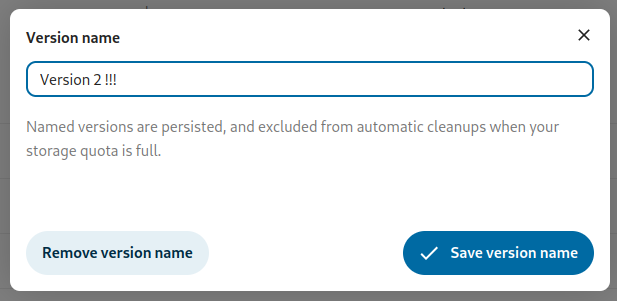 Version name
Version 2 !!!
Named versions are persisted, and excluded from automatic cleanups when your
storage quota is full.
Remove version name
Save version name